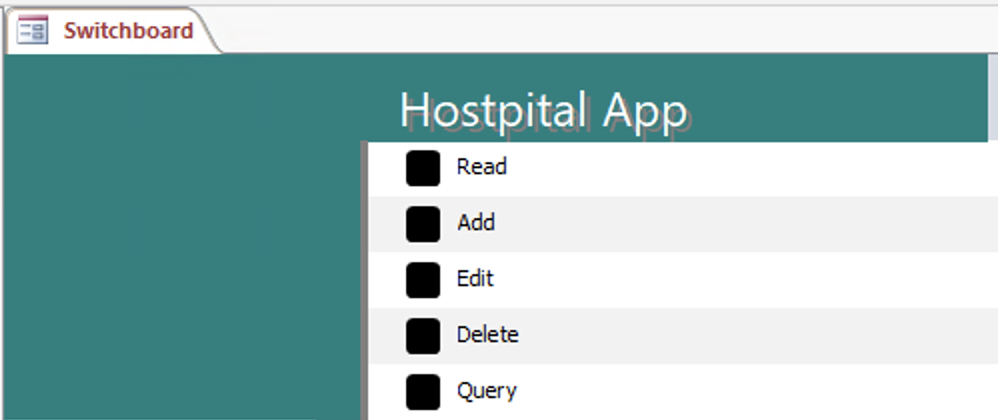 Switchboard
Hostpital App
Read
Add
Edit
Delete
Query